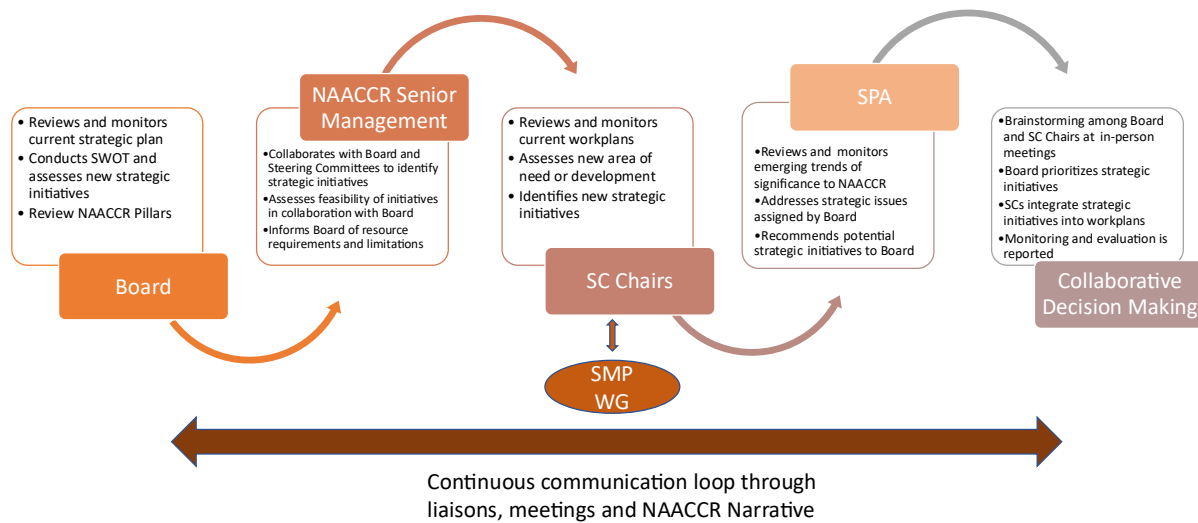 • Reviews and monitors
current strategic plan
• Conducts SWOT and
assesses new strategic
initiatives
• Review NAACCR Pillars
Board
NAACCR Senior
Management
•Collaborates with Board and
Steering Committees to identify
strategic initiatives
•Assesses feasibility of initiatives
in collaboration with Board
•Informs Board of resource
requirements and limitations
• Reviews and monitors
current workplans
• Assesses new area of
need or development
• Identifies new strategic
initiatives
SC Chairs
SMP
WG
SPA
• Reviews and monitors
emerging trends of
significance to NAACCR
•Addresses strategic issues
assigned by Board
• Recommends potential
strategic initiatives to Board
•Brainstorming among Board
and SC Chairs at in-person
meetings
•Board prioritizes strategic
initiatives
•SCs integrate strategic
initiatives into workplans
•Monitoring and evaluation is
reported
Collaborative
Decision Making
Continuous communication loop through
liaisons, meetings and NAACCR Narrative